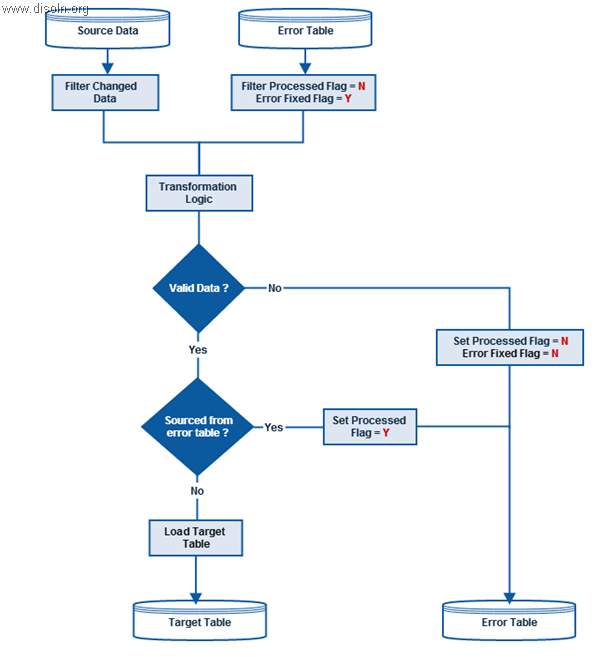 www.disoln.org
Source Data
Error Table
Filter Changed
Data
Filter Processed Flag = N
Error Fixed Flag = Y
Transformation
Logic
Valid Data ?
No
Set Processed Flag = N
Error Fixed Flag = N
Yes
Sourced from
error table ?
Yes
Set Processed
Flag = Y
No
Load Target
Table
Target Table
Error Table